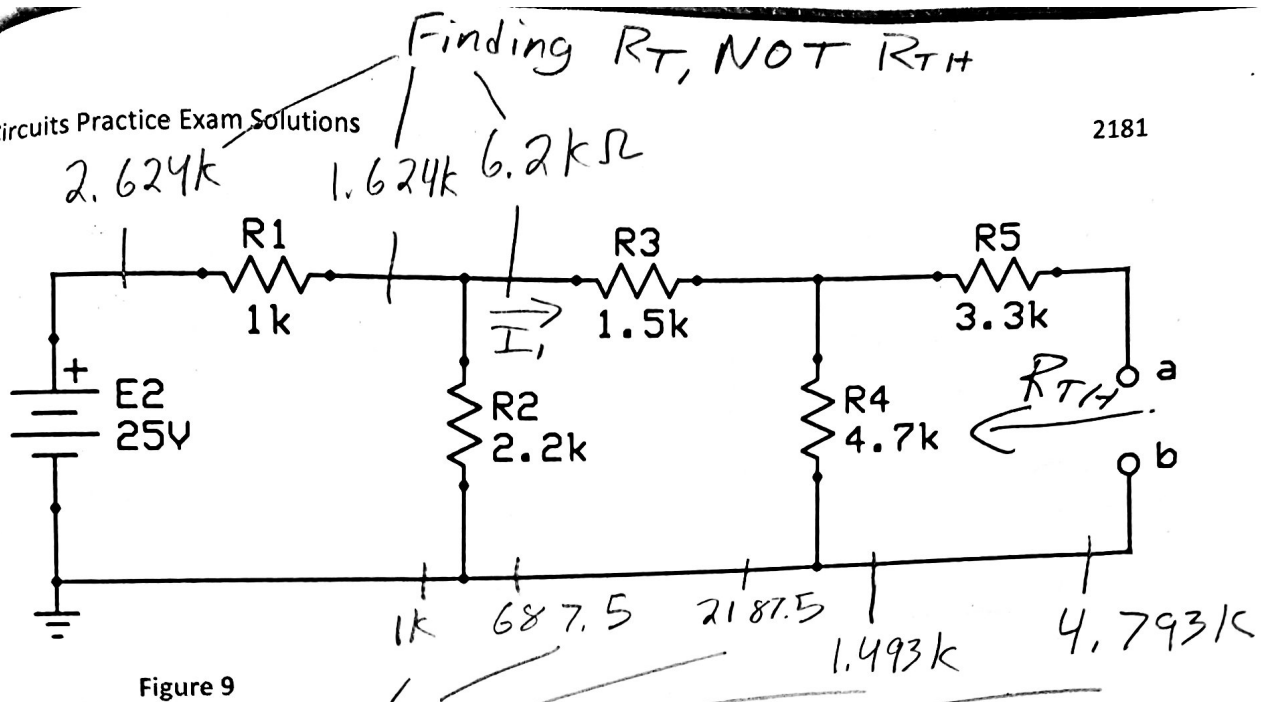 Finding RT, NOT RTH
ircuits Practice Exam Solutions
2181
2.624k
1.624k
6.2kΩ
R1
1k
R3
1.5k
R5
3.3k
I1
+
E2
25V
R2
2.2k
R4
4.7k
RTH
a
b
1k
687.5
2187.5
1.493k
4.793k
Figure 9